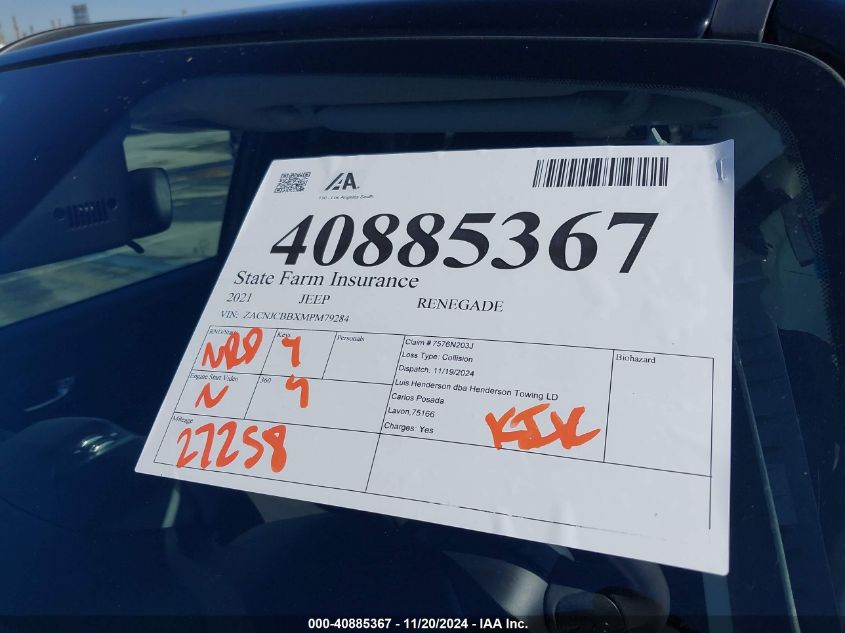 IAA
40885367
State Farm Insurance
2021 JEEP RENEGADE
VIN: ZACNJCBBXMPM79284
Keys Personals
Claim # 7576N203J
Loss Type: Collision
Dispatch: 11/19/2024
Luis Henderson dba Henderson Towing LD
Carlos Posada
Lavon,75166
Charges: Yes
Biohazard
Engine Start Video 360
N
Mileage
27258
000-40885367 - 11/20/2024 - IAA Inc.